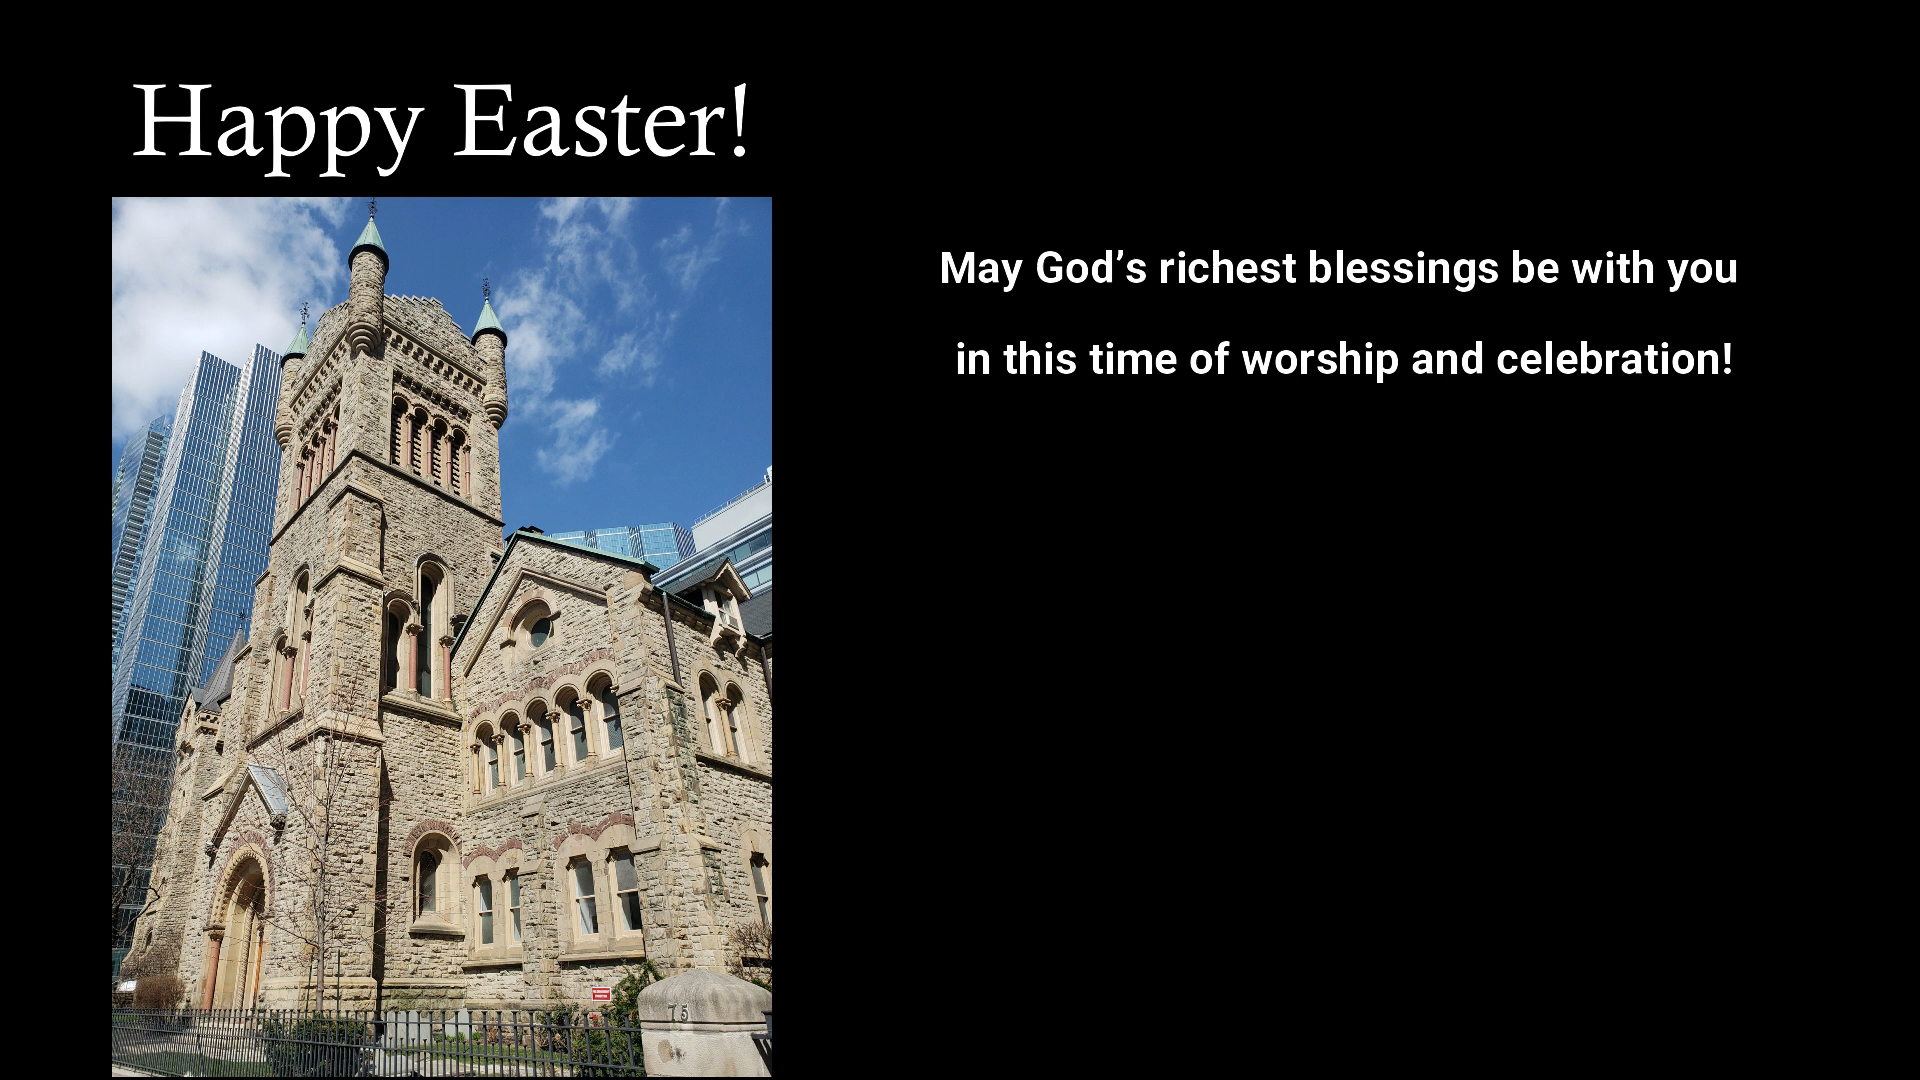 Happy Easter!
May God’s richest blessings be with you
in this time of worship and celebration!
75